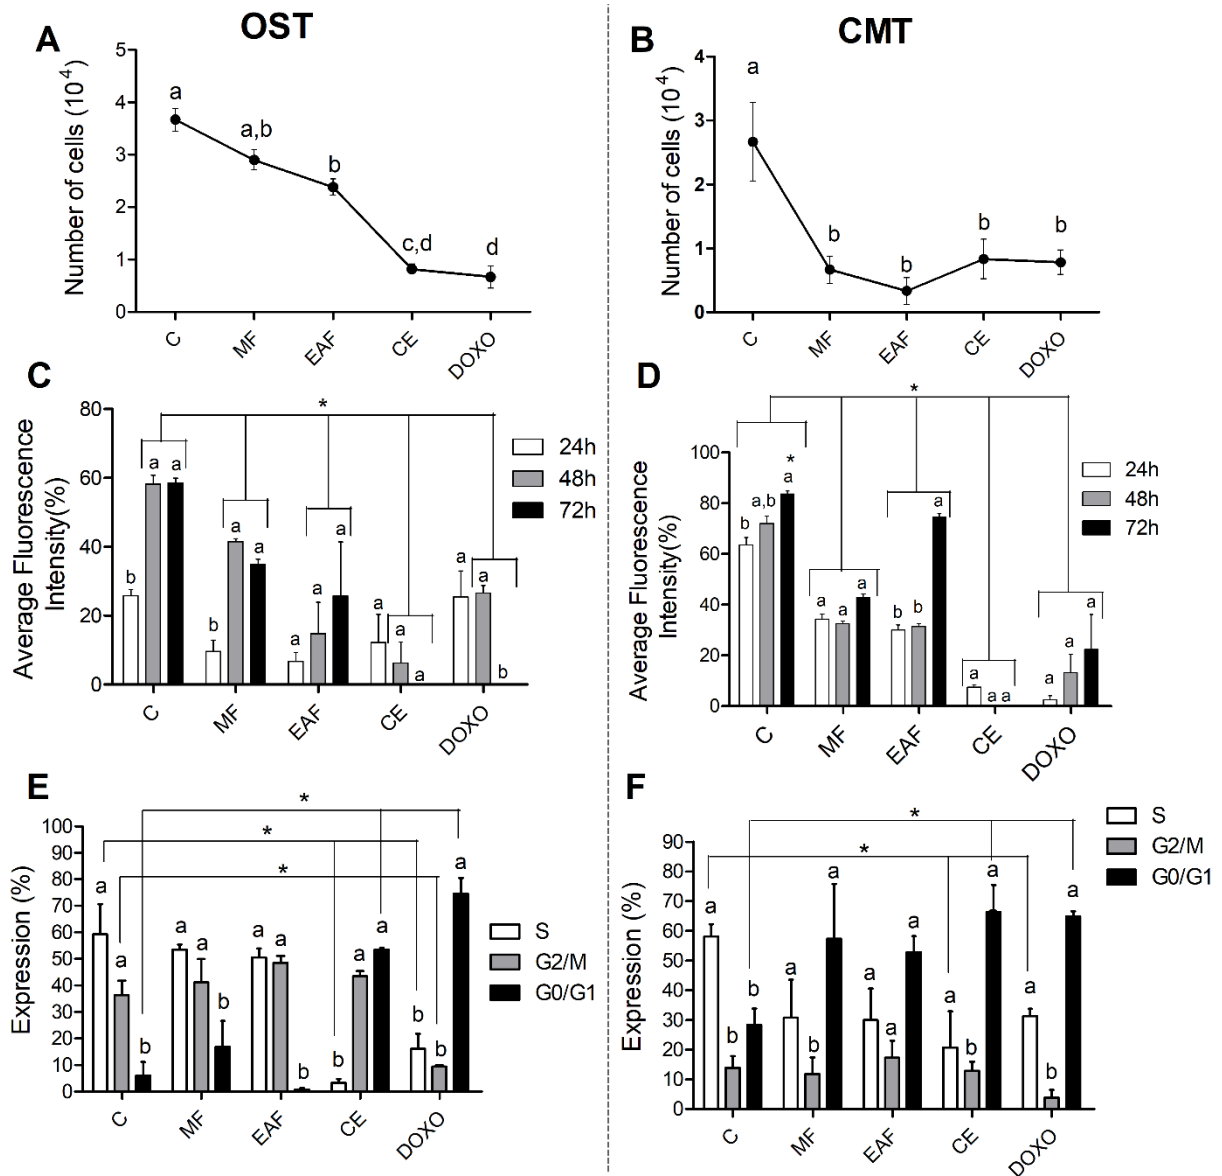 OST
CMT
A
Number of cells (10^4)
5
4
3
2
1
0
a
a,b
b
c,d
d
C
MF
EAF
CE
DOXO
B
Number of cells (10^4)
4
3
2
1
0
a
b
b
b
b
C
MF
EAF
CE
DOXO
C
Average Fluorescence
Intensity(%)
80
60
40
20
0
*
b a a
b a a
a a a
a a a
a a b
C
MF
EAF
CE
DOXO
24h
48h
72h
D
Average Fluorescence
Intensity(%)
100
80
60
40
20
0
*
*
b a,b a
a a a
b b a
a a a
a a a
C
MF
EAF
CE
DOXO
24h
48h
72h
E
Expression (%)
100
90
80
70
60
50
40
30
20
10
0
*
*
*
a a b
a a b
a a b
b a a
b b a
C
MF
EAF
CE
DOXO
S
G2/M
G0/G1
F
Expression (%)
90
80
70
60
50
40
30
20
10
0
*
*
a b b
a b a
a a a
a b a
a b a
C
MF
EAF
CE
DOXO
S
G2/M
G0/G1